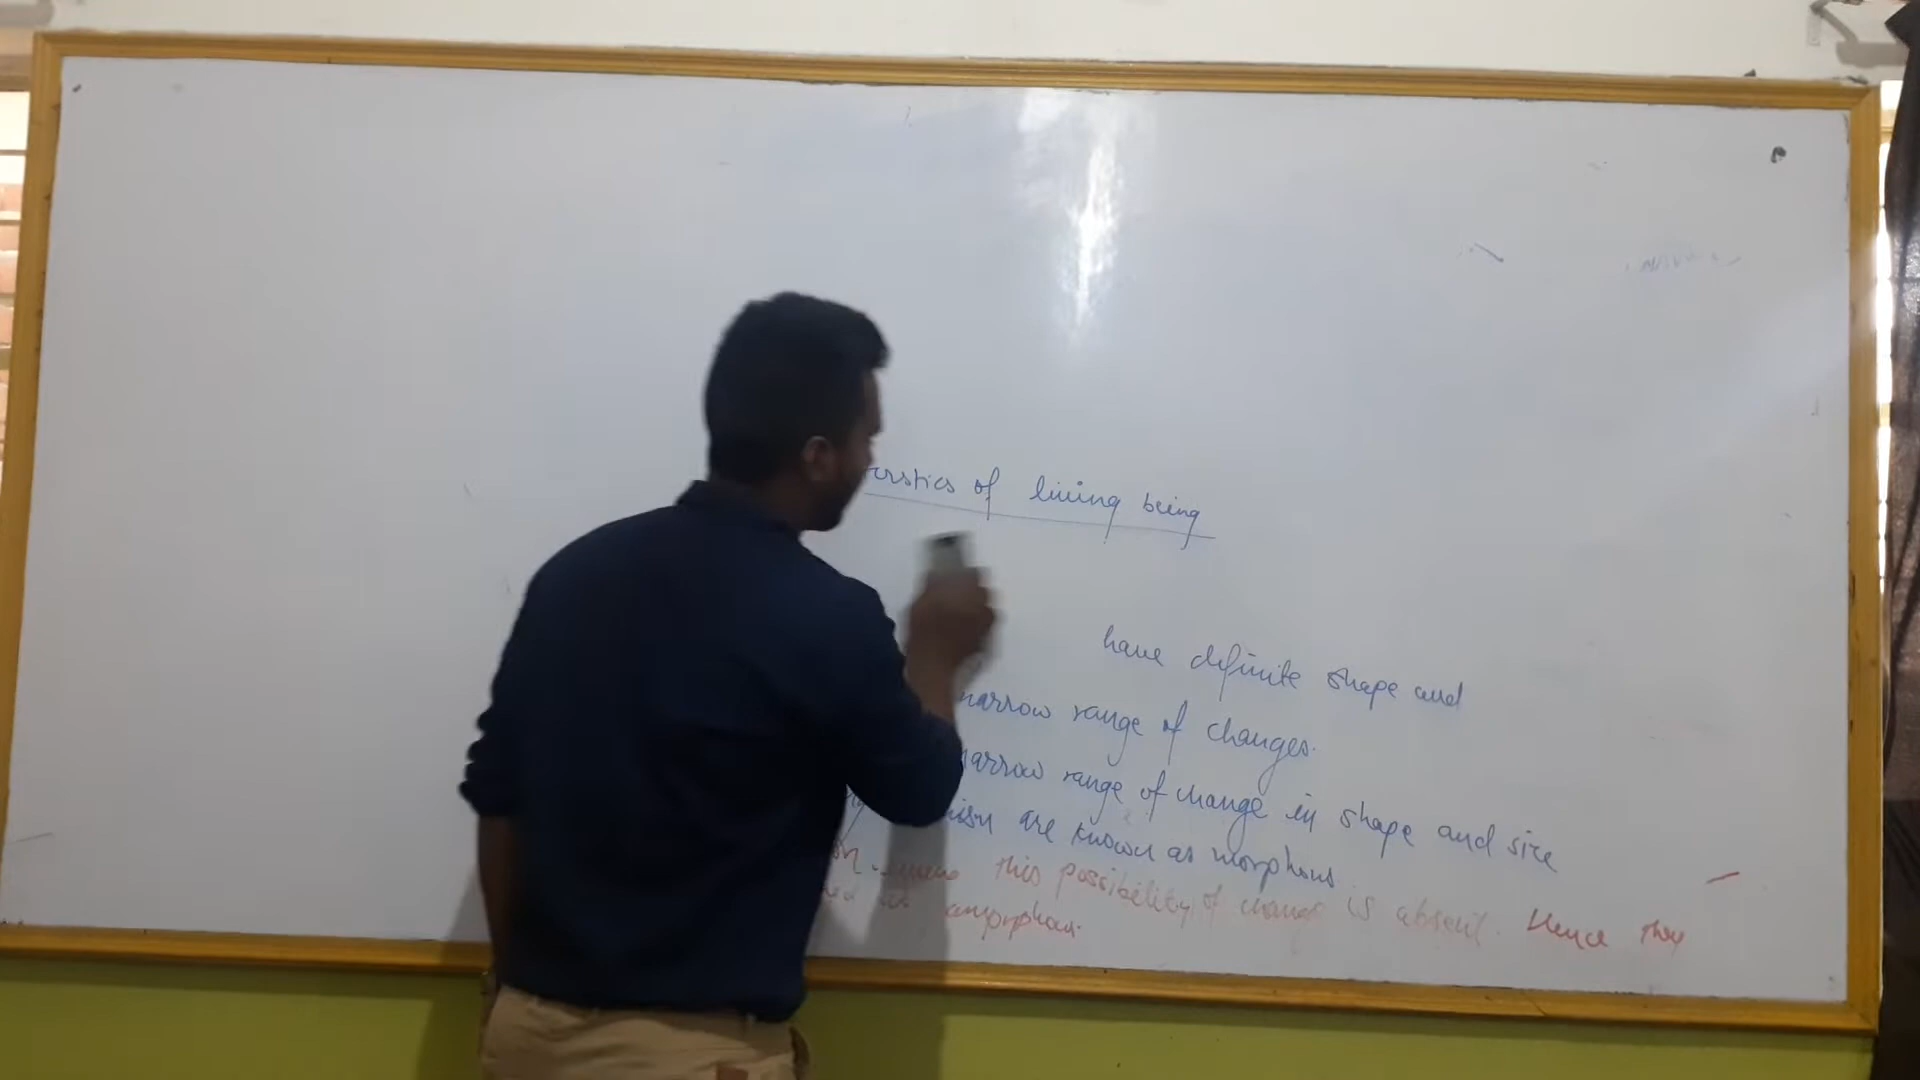 of living being
have definite shape and
narrow range of changes.
narrow range of change in shape and size
are known as morphous
this possibility of change is absent. Hence they
amorphous.